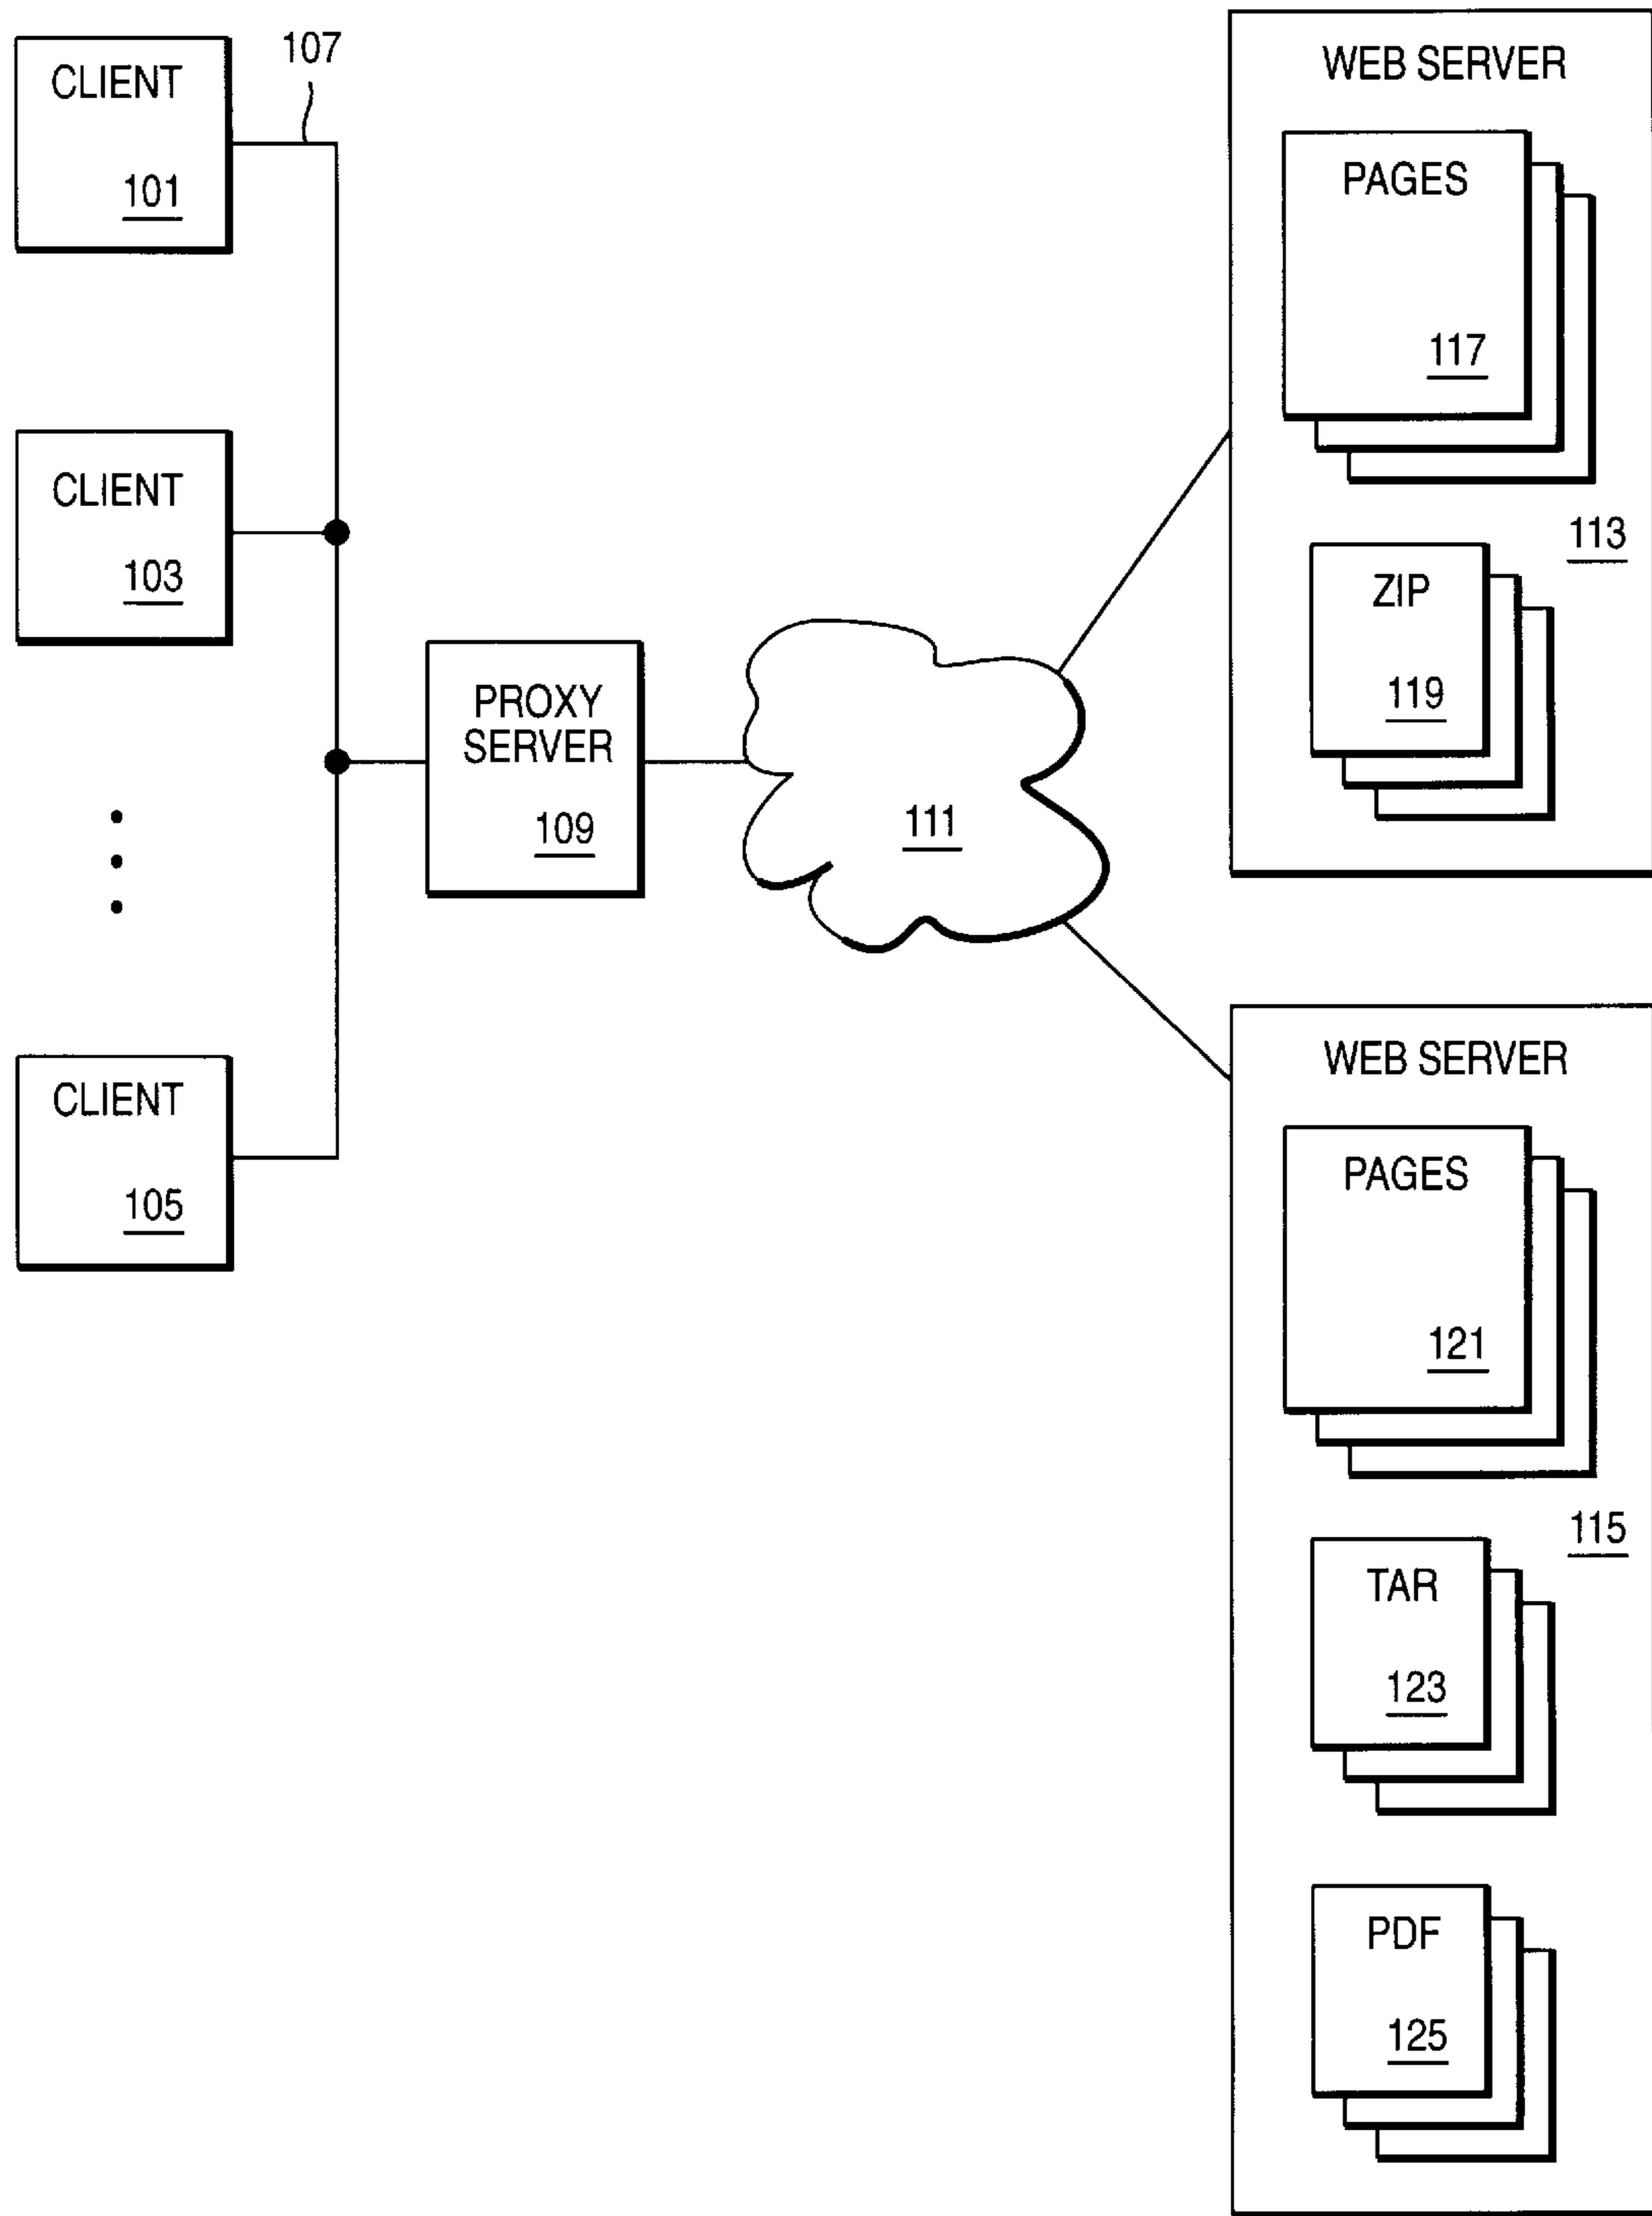 CLIENT
101
107
CLIENT
103
PROXY
SERVER
109
CLIENT
105
111
WEB SERVER
PAGES
117
113
ZIP
119
WEB SERVER
PAGES
121
115
TAR
123
PDF
125